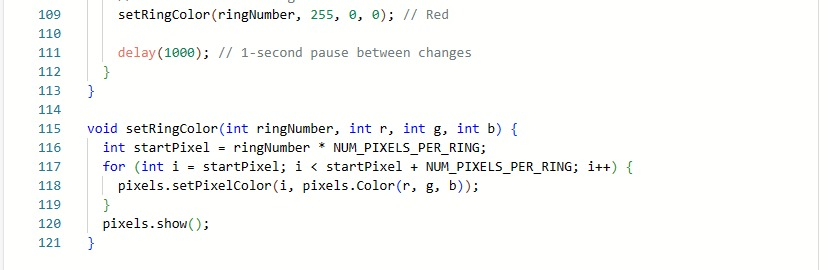 109 setRingColor(ringNumber, 255, 0, 0); // Red
110
111 delay(1000); // 1-second pause between changes
112 }
113 }
114
115 void setRingColor(int ringNumber, int r, int g, int b) {
116 int startPixel = ringNumber * NUM_PIXELS_PER_RING;
117 for (int i = startPixel; i < startPixel + NUM_PIXELS_PER_RING; i++) {
118 pixels.setPixelColor(i, pixels.Color(r, g, b));
119 }
120 pixels.show();
121 }